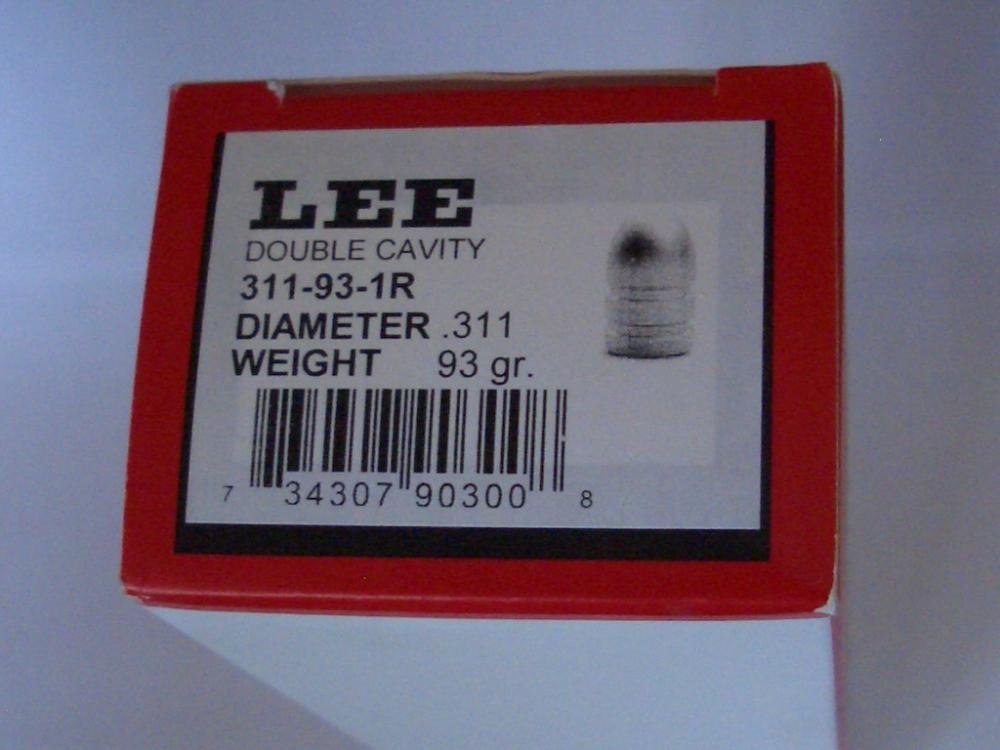 LEE
DOUBLE CAVITY
311-93-1R
DIAMETER .311
WEIGHT 93 gr.
7 34307 90300 8